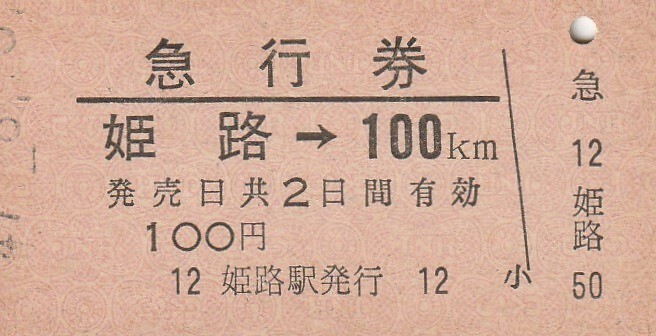 急行券
姫路→100km
発売日共2日間有効
100円
12 姫路駅発行 12
小
急
12
姫路
50